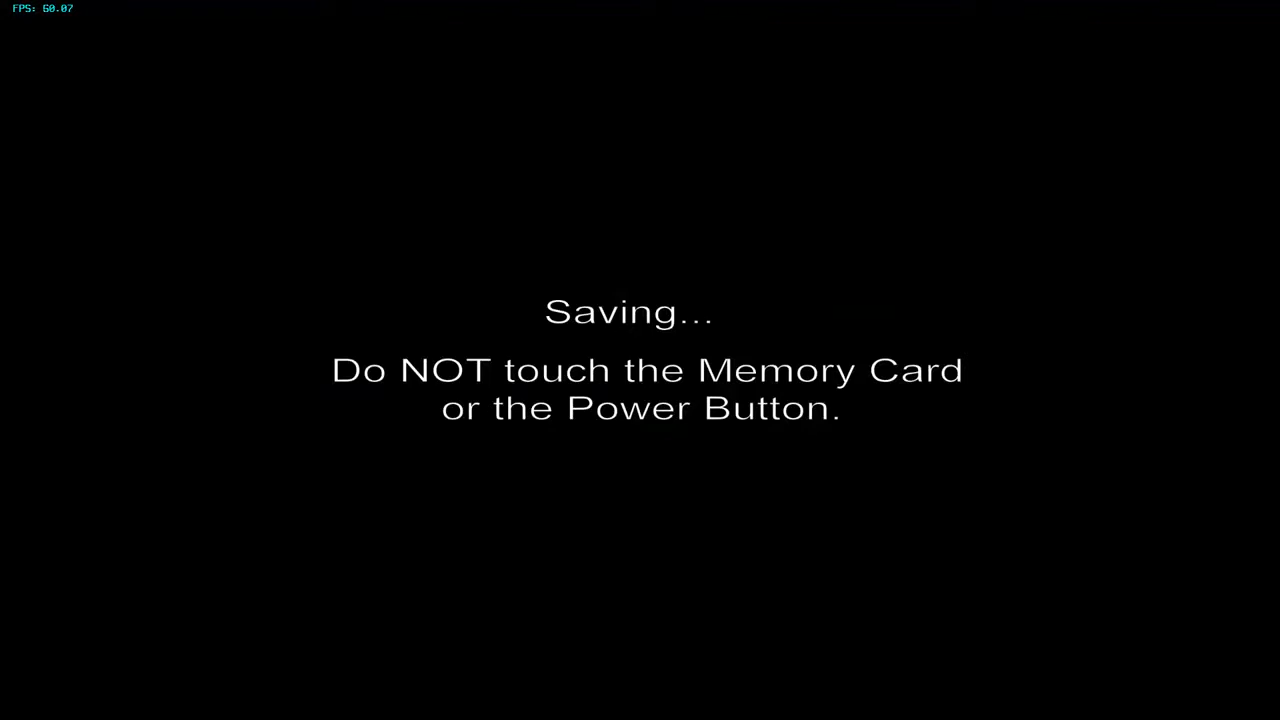 FPS: 60.07
Saving...
Do NOT touch the Memory Card
or the Power Button.